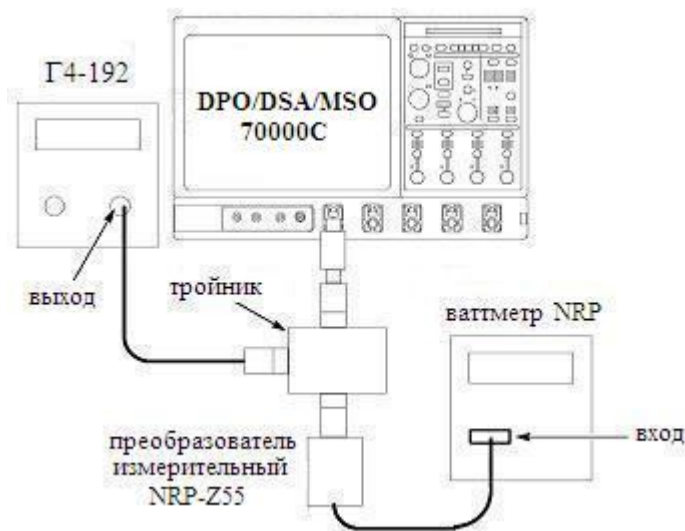 Г4-192
DPO/DSA/MSO
70000C
выход
тройник
ваттметр NRP
вход
преобразователь
измерительный
NRP-Z55